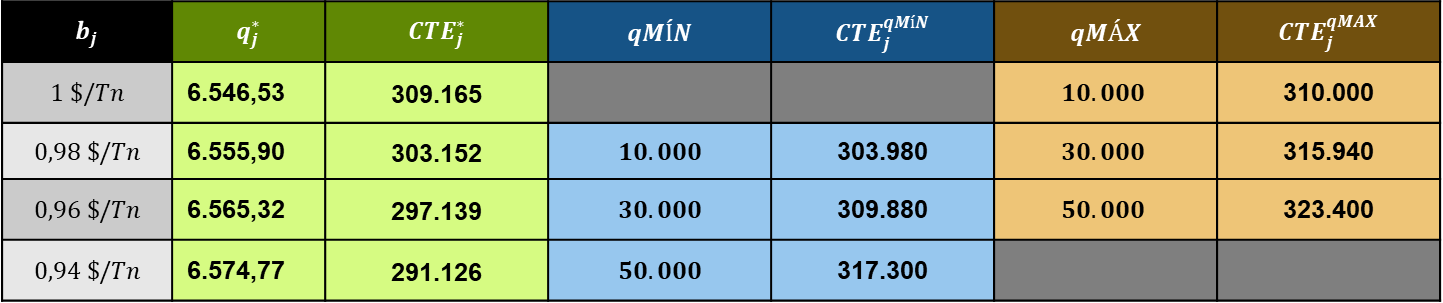 b_j q_j^* CTE_j^* qMÍN CTE_j^{qMÍN} qMÁX CTE_j^{qMAX}
1 $/Tn 6.546,53 309.165 10.000 310.000
0,98 $/Tn 6.555,90 303.152 10.000 303.980 30.000 315.940
0,96 $/Tn 6.565,32 297.139 30.000 309.880 50.000 323.400
0,94 $/Tn 6.574,77 291.126 50.000 317.300